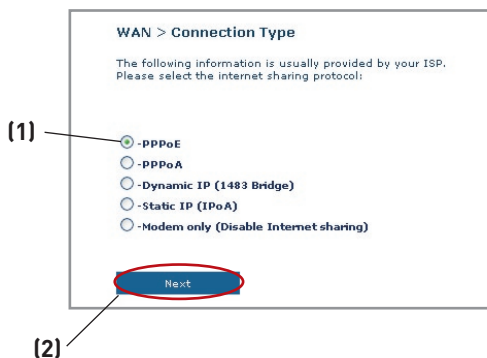 WAN > Connection Type
The following information is usually provided by your ISP.
Please select the internet sharing protocol:
(1)
-PPPoE
-PPPoA
-Dynamic IP (1483 Bridge)
-Static IP (IPoA)
-Modem only (Disable Internet sharing)
Next
(2)